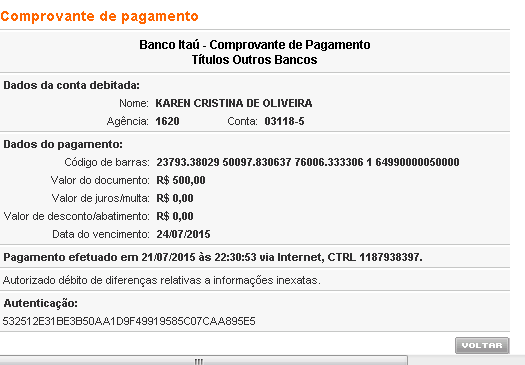 Comprovante de pagamento
Banco Itaú - Comprovante de Pagamento
Títulos Outros Bancos
Dados da conta debitada:
Nome: KAREN CRISTINA DE OLIVEIRA
Agência: 1620 Conta: 03118-5
Dados do pagamento:
Código de barras: 23793.38029 50097.830637 76006.333306 1 64990000050000
Valor do documento: R$ 500,00
Valor de juros/multa: R$ 0,00
Valor de desconto/abatimento: R$ 0,00
Data do vencimento: 24/07/2015
Pagamento efetuado em 21/07/2015 às 22:30:53 via Internet, CTRL 1187938397.
Autorizado débito de diferenças relativas a informações inexatas.
Autenticação:
532512E31BE3B50AA1D9F49919585C07CAA895E5
VOLTAR